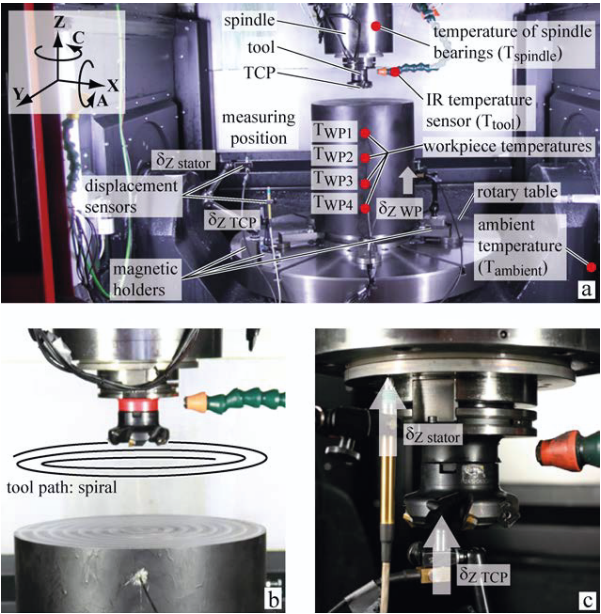 Z
C
X
Y
A
spindle
tool
TCP
temperature of spindle
bearings (Tspindle)
IR temperature
sensor (Ttool)
measuring
position
TWP1
TWP2
TWP3
TWP4
workpiece temperatures
δZ stator
displacement
sensors
δZ TCP
δZ WP
rotary table
magnetic
holders
ambient
temperature
(Tambient)
a
tool path: spiral
b
δZ stator
δZ TCP
c